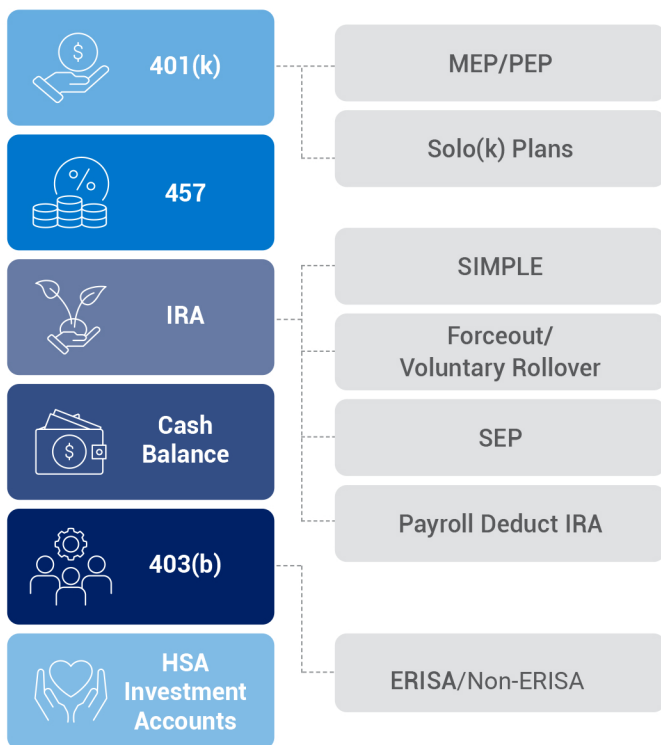 $
401(k)
MEP/PEP
Solo(k) Plans
%
457
SIMPLE
IRA
Forceout/
Voluntary Rollover
Cash
Balance
$
SEP
Payroll Deduct IRA
403(b)
ERISA/Non-ERISA
HSA
Investment
Accounts